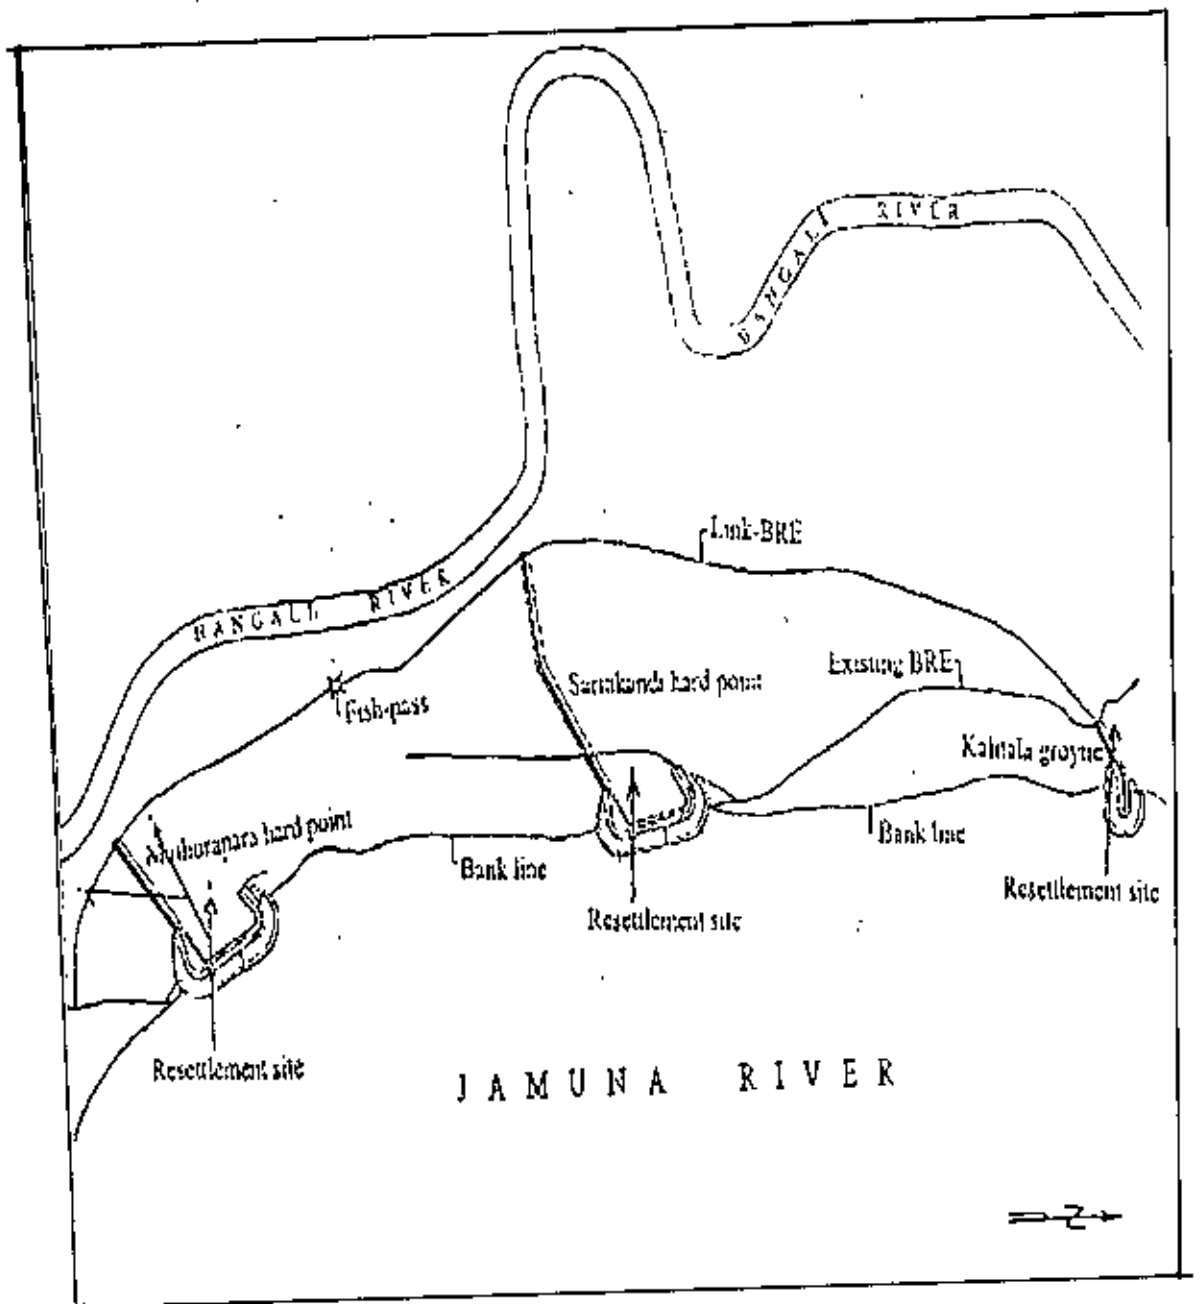 BANGALI RIVER
Link-BRE
BANGALI RIVER
Existing BRE
Sariakandi hard point
Fish-pass
Kalitala groyne
Mathurapara hard point
Bank line
Bank line
Resettlement site
Resettlement site
Resettlement site
JAMUNA RIVER
Z